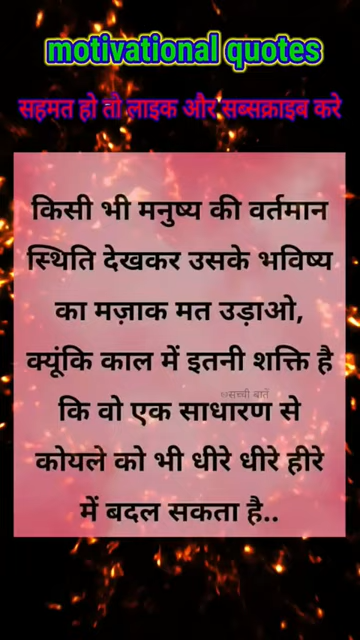 motivational quotes
सहमत हो तो लाइक और सब्सक्राइब करे
किसी भी मनुष्य की वर्तमान
स्थिति देखकर उसके भविष्य
का मज़ाक मत उड़ाओ,
क्यूंकि काल में इतनी शक्ति है
सच्ची बातें
कि वो एक साधारण से
कोयले को भी धीरे धीरे हीरे
में बदल सकता है..